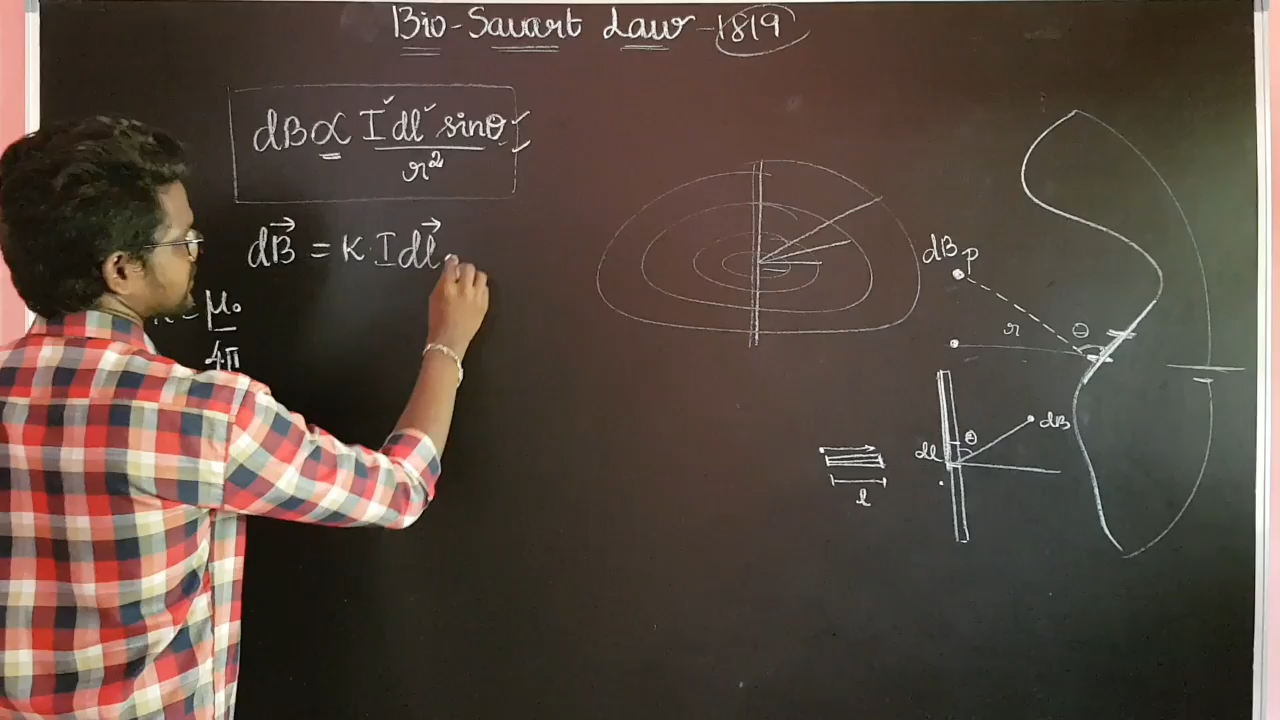 Bio-Savart Law-1819
dB ∝ I dl sinθ
r²
dB⃗ = K·I dl⃗
μ₀
4π
dB p
r
θ
dB
θ
dl
l